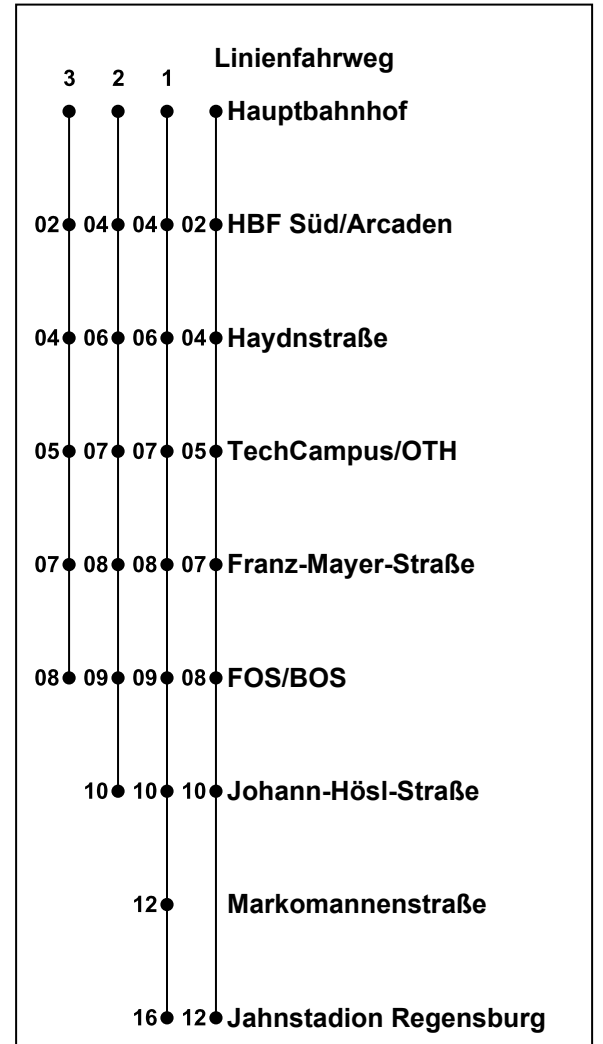 Linienfahrweg
3 2 1
Hauptbahnhof
02 04 04 02 HBF Süd/Arcaden
04 06 06 04 Haydnstraße
05 07 07 05 TechCampus/OTH
07 08 08 07 Franz-Mayer-Straße
08 09 09 08 FOS/BOS
10 10 10 Johann-Hösl-Straße
12 Markomannenstraße
16 12 Jahnstadion Regensburg